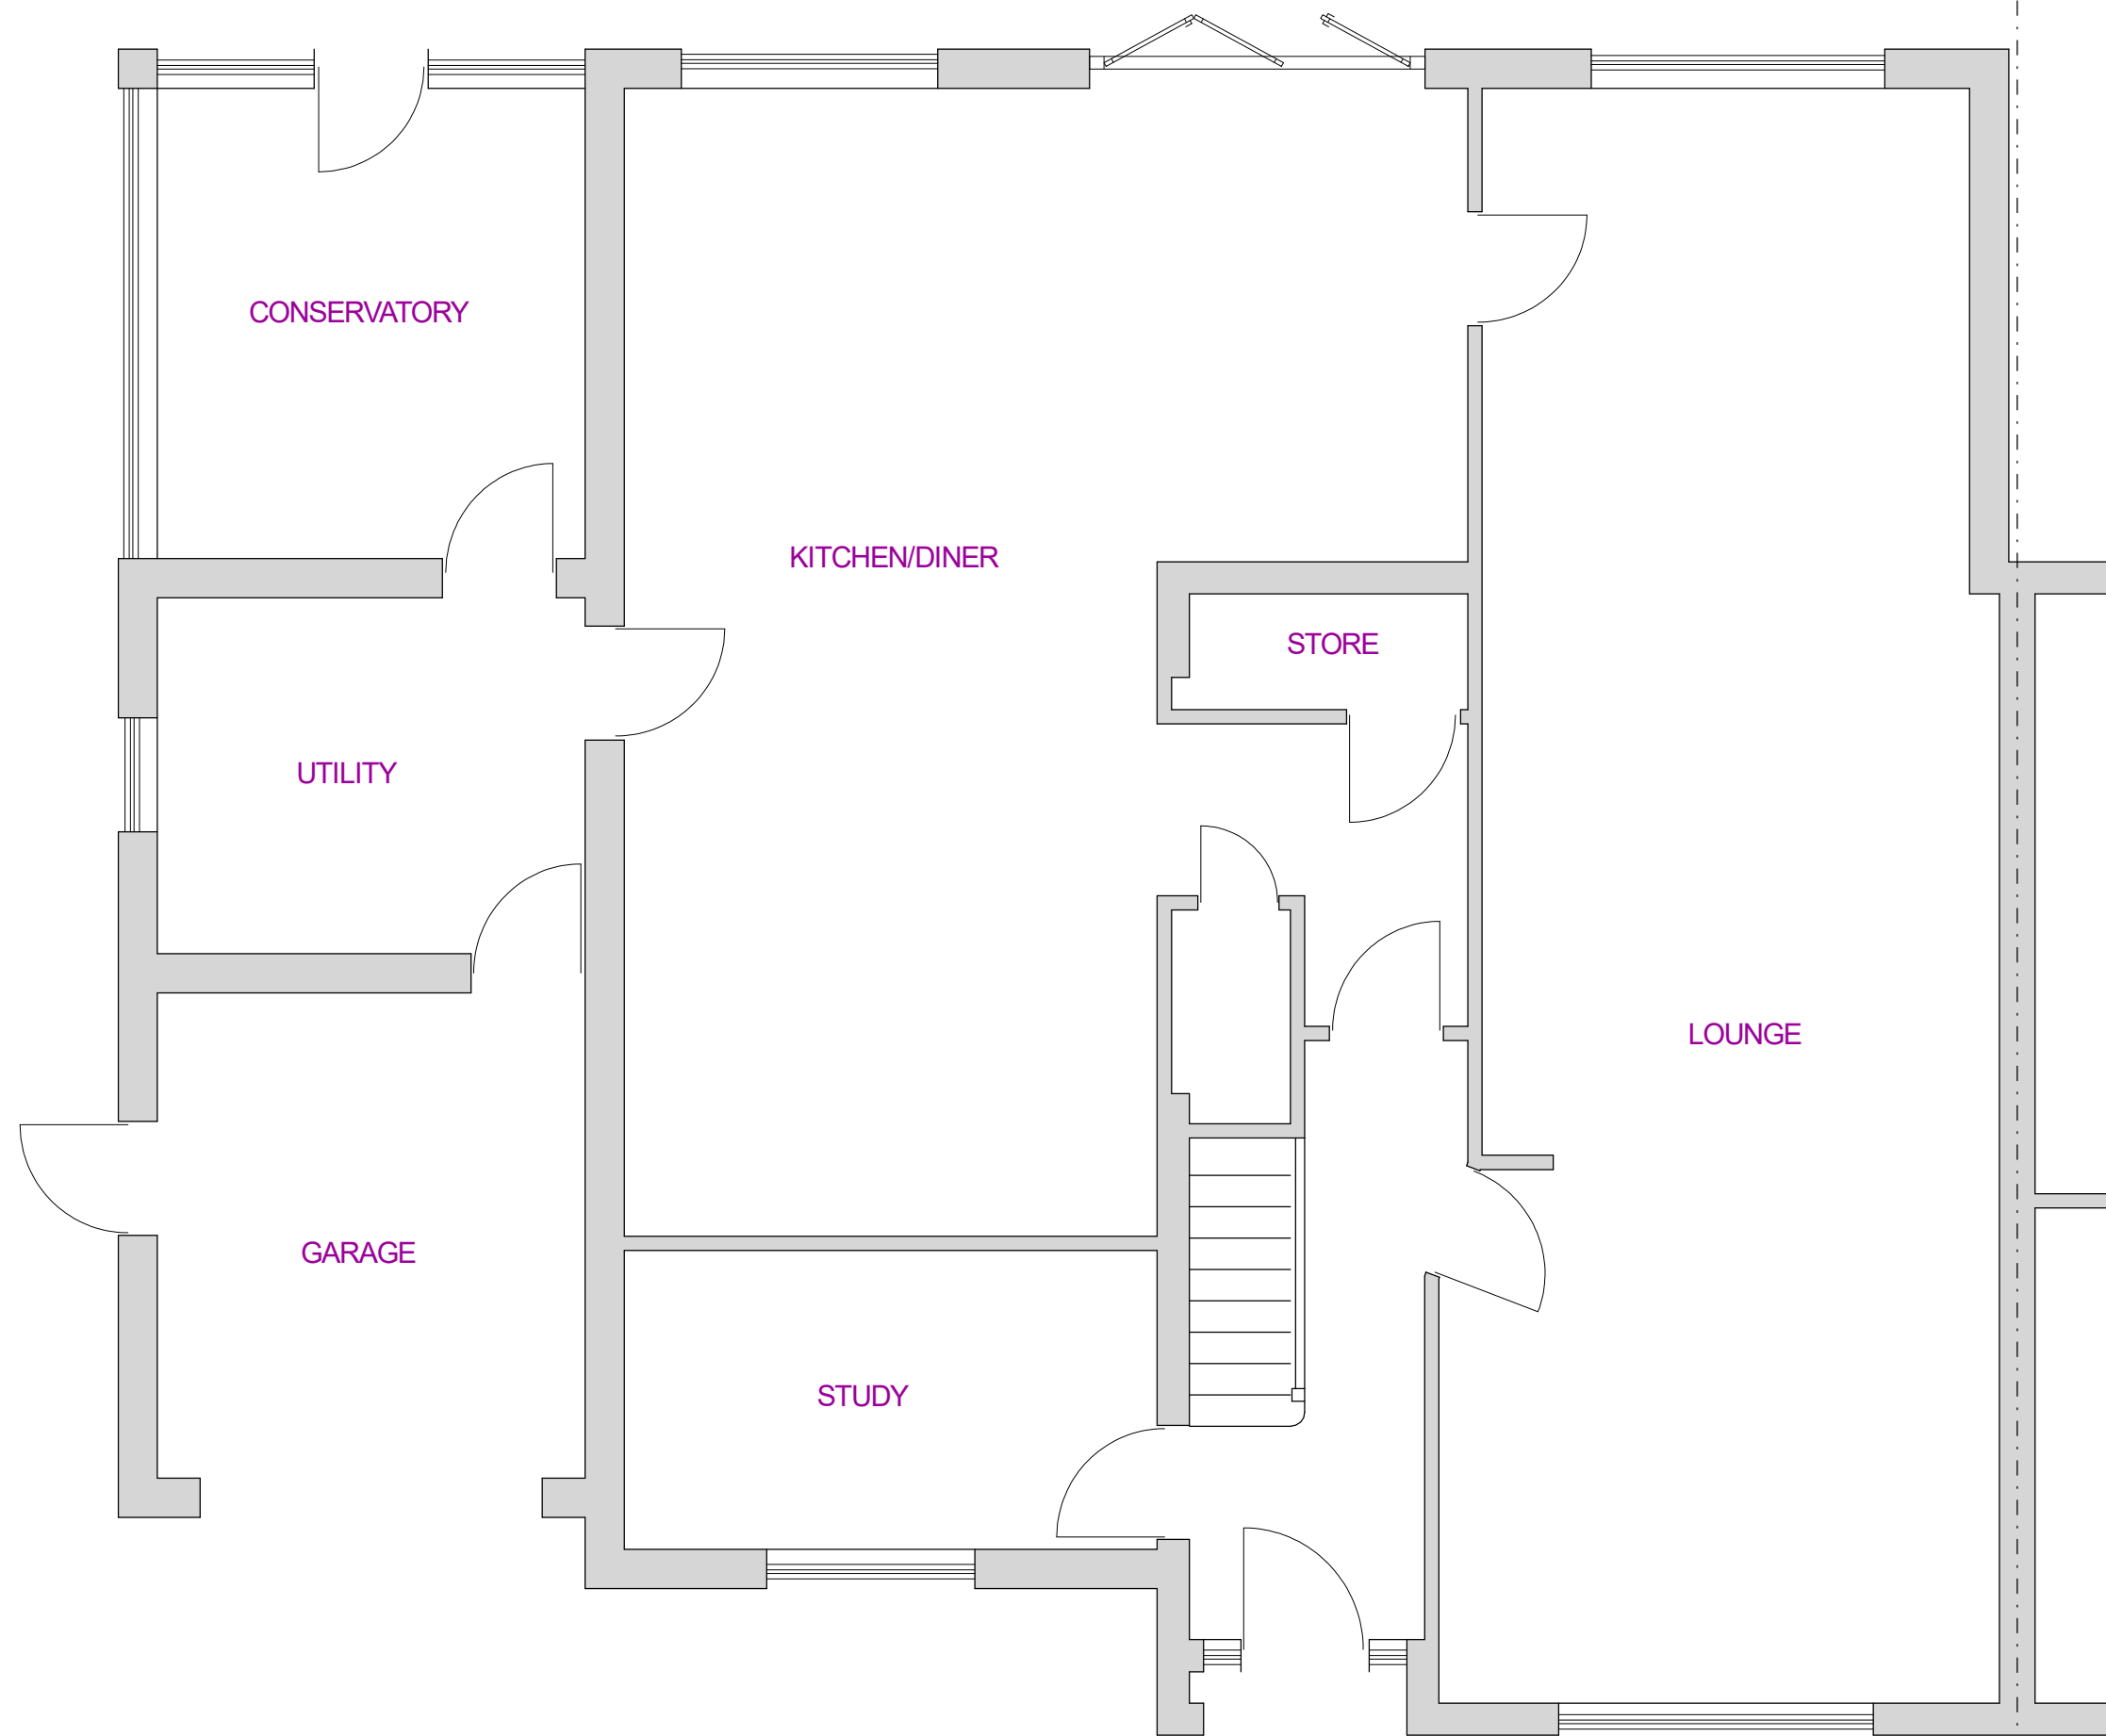 CONSERVATORY
KITCHEN/DINER
STORE
UTILITY
LOUNGE
GARAGE
STUDY